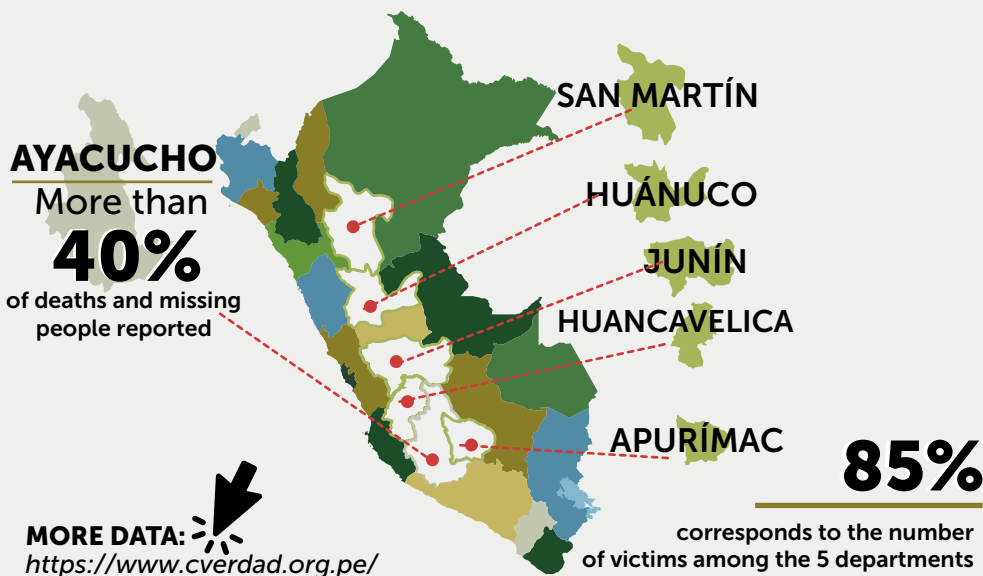 AYACUCHO
More than
40%
of deaths and missing
people reported
SAN MARTÍN
HUÁNUCO
JUNÍN
HUANCAVELICA
APURÍMAC
85%
corresponds to the number
of victims among the 5 departments
MORE DATA:
https://www.cverdad.org.pe/